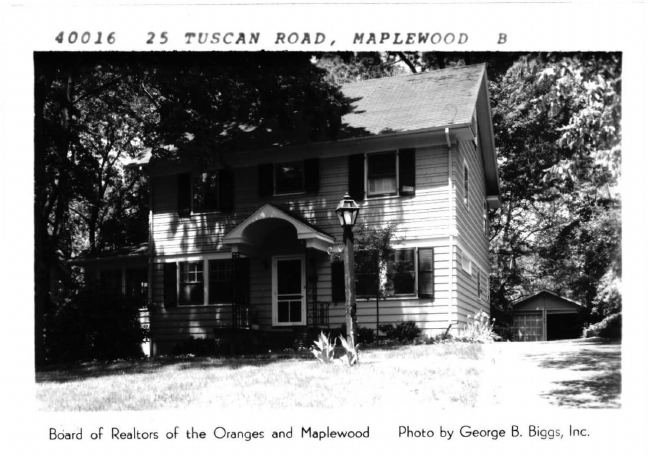 40016 25 TUSCAN ROAD, MAPLEWOOD B
Board of Realtors of the Oranges and Maplewood Photo by George B. Biggs, Inc.